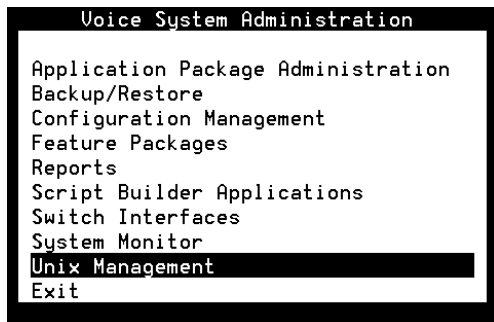 Voice System Administration
Application Package Administration
Backup/Restore
Configuration Management
Feature Packages
Reports
Script Builder Applications
Switch Interfaces
System Monitor
Unix Management
Exit